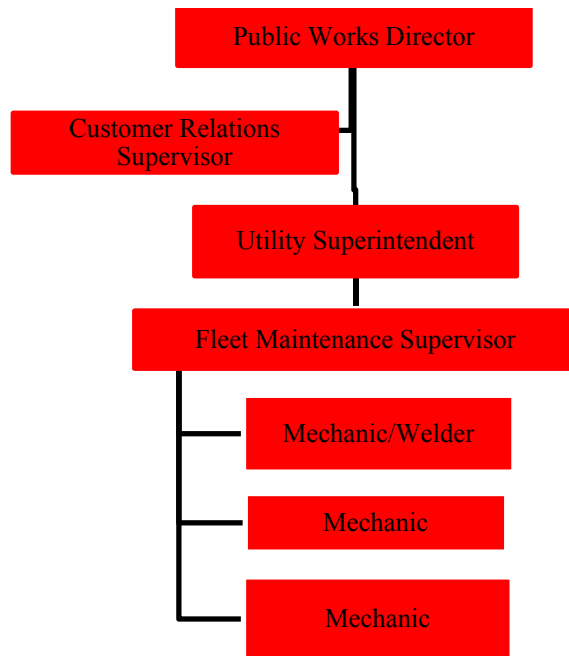 Public Works Director
Customer Relations
Supervisor
Utility Superintendent
Fleet Maintenance Supervisor
Mechanic/Welder
Mechanic
Mechanic